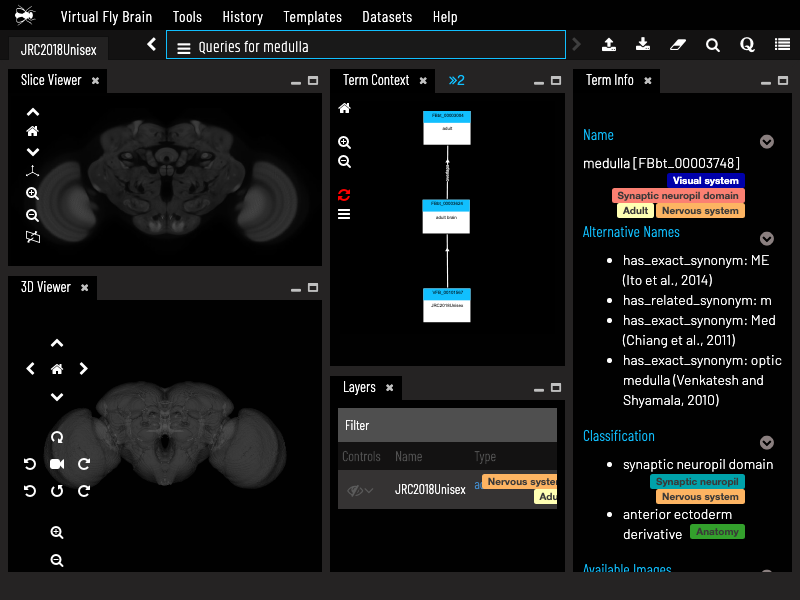 Virtual Fly Brain Tools History Templates Datasets Help
JRC2018Unisex
Queries for medulla
Slice Viewer
3D Viewer
Term Context
2
FBbt_00003004
adult
adult brain
JRC2018Unisex
Layers
Filter
Controls Name Type
JRC2018Unisex
Nervous system
Adu
Term Info
Name
medulla [FBbt_00003748]
Visual system
Synaptic neuropil domain
Adult Nervous system
Alternative Names
has_exact_synonym: ME
(Ito et al., 2014)
has_related_synonym: m
has_exact_synonym: Med
(Chiang et al., 2011)
has_exact_synonym: optic
medulla (Venkatesh and
Shyamala, 2010)
Classification
synaptic neuropil domain
Synaptic neuropil
Nervous system
anterior ectoderm
derivative Anatomy
Available Images